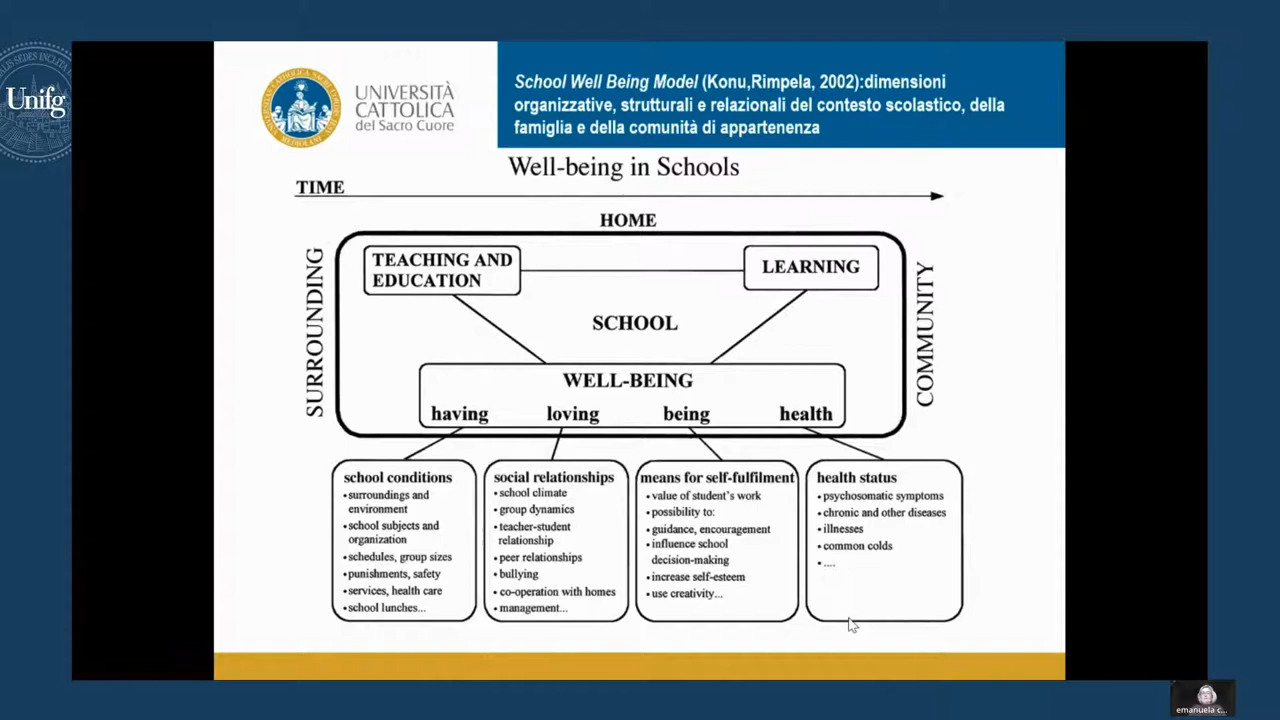 Unifg
UNIVERSITÀ
CATTOLICA
del Sacro Cuore
School Well Being Model (Konu,Rimpela, 2002):dimensioni
organizzative, strutturali e relazionali del contesto scolastico, della
famiglia e della comunità di appartenenza
Well-being in Schools
TIME
HOME
SURROUNDING
TEACHING AND
EDUCATION
LEARNING
COMMUNITY
SCHOOL
WELL-BEING
having loving being health
school conditions
• surroundings and
environment
• school subjects and
organization
• schedules, group sizes
• punishments, safety
• services, health care
• school lunches...
social relationships
• school climate
• group dynamics
• teacher-student
relationship
• peer relationships
• bullying
• co-operation with homes
• management...
means for self-fulfilment
• value of student's work
• possibility to:
• guidance, encouragement
• influence school
decision-making
• increase self-esteem
• use creativity...
health status
• psychosomatic symptoms
• chronic and other diseases
• illnesses
• common colds
• ....
emanuela c...